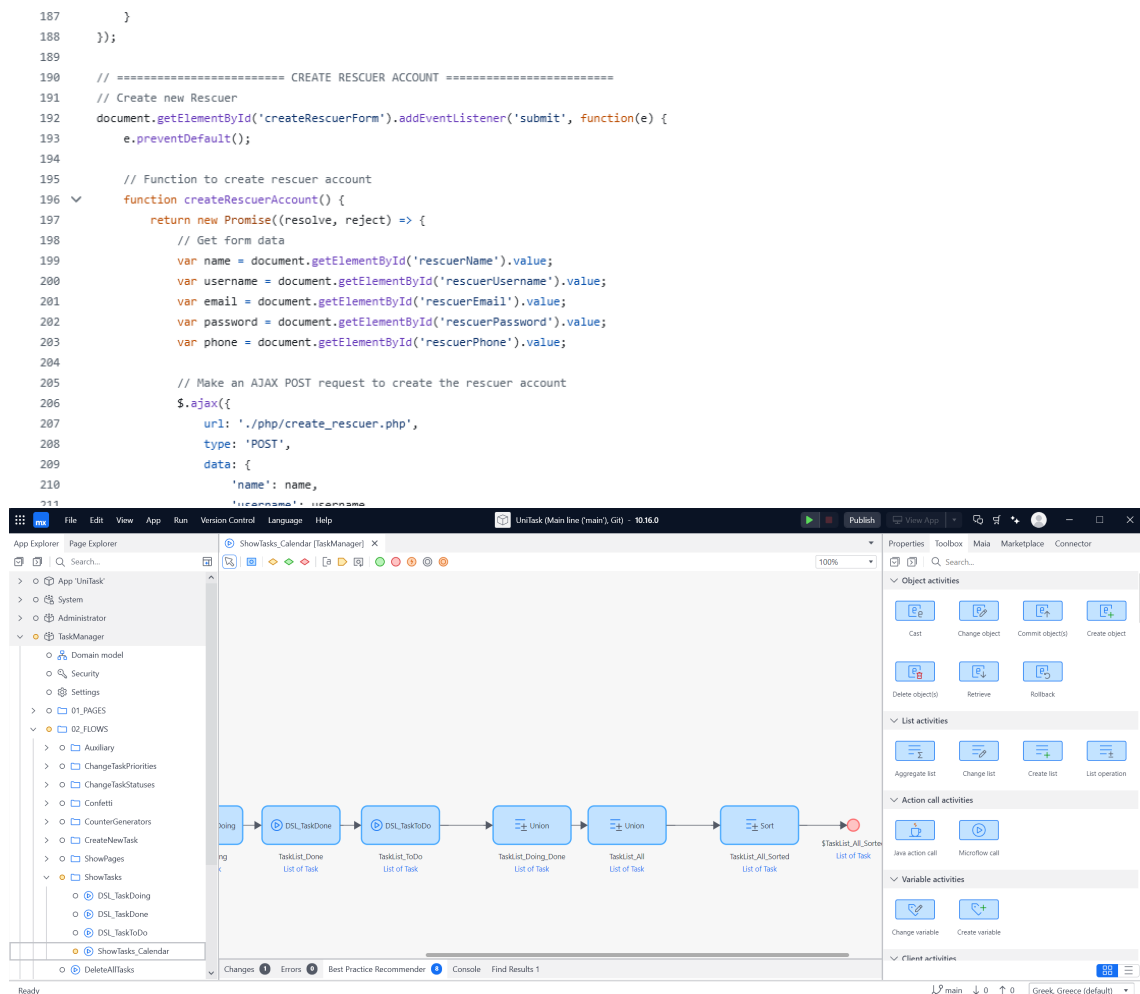 187 }
188 });
189
190 // ========================= CREATE RESCUER ACCOUNT =========================
191 // Create new Rescuer
192 document.getElementById('createRescuerForm').addEventListener('submit', function(e) {
193 e.preventDefault();
194
195 // Function to create rescuer account
196 function createRescuerAccount() {
197 return new Promise((resolve, reject) => {
198 // Get form data
199 var name = document.getElementById('rescuerName').value;
200 var username = document.getElementById('rescuerUsername').value;
201 var email = document.getElementById('rescuerEmail').value;
202 var password = document.getElementById('rescuerPassword').value;
203 var phone = document.getElementById('rescuerPhone').value;
204
205 // Make an AJAX POST request to create the rescuer account
206 $.ajax({
207 url: './php/create_rescuer.php',
208 type: 'POST',
209 data: {
210 'name': name,
211 'username': username
mx File Edit View App Run Version Control Language Help UniTask (Main line ('main'), Git) - 10.16.0 Publish View App
App Explorer Page Explorer
Search...
App 'UniTask'
System
Administrator
TaskManager
Domain model
Security
Settings
01_PAGES
02_FLOWS
Auxiliary
ChangeTaskPriorities
ChangeTaskStatuses
Confetti
CounterGenerators
CreateNewTask
ShowPages
ShowTasks
DSL_TaskDoing
DSL_TaskDone
DSL_TaskToDo
ShowTasks_Calendar
DeleteAllTasks
ShowTasks_Calendar [TaskManager]
100%
DSL_TaskDone DSL_TaskToDo Union Union Sort
TaskList_Done TaskList_ToDo TaskList_Doing_Done TaskList_All TaskList_All_Sorted
List of Task List of Task List of Task List of Task List of Task
$TaskList_All_Sorted
List of Task
Changes 1 Errors 0 Best Practice Recommender 8 Console Find Results 1
Properties Toolbox Maia Marketplace Connector
Search...
Object activities
Cast Change object Commit object(s) Create object
Delete object(s) Retrieve Rollback
List activities
Aggregate list Change list Create list List operation
Action call activities
Java action call Microflow call
Variable activities
Change variable Create variable
Client activities
Ready main 0 0 Greek, Greece (default)